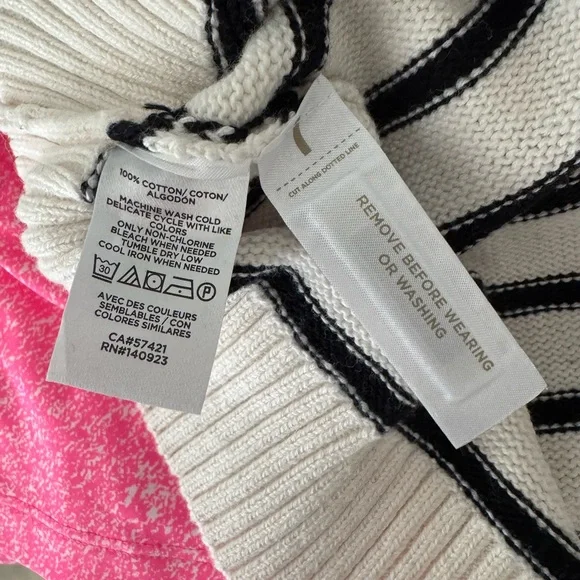 100% COTTON/ COTON/
ALGODÓN
MACHINE WASH COLD
DELICATE CYCLE WITH LIKE
COLORS
ONLY NON-CHLORINE
BLEACH WHEN NEEDED
TUMBLE DRY LOW
COOL IRON WHEN NEEDED
30 P
AVEC DES COULEURS
SEMBLABLES / CON
COLORES SIMILARES
CA#57421
RN#140923
CUT ALONG DOTTED LINE
REMOVE BEFORE WEARING
OR WASHING